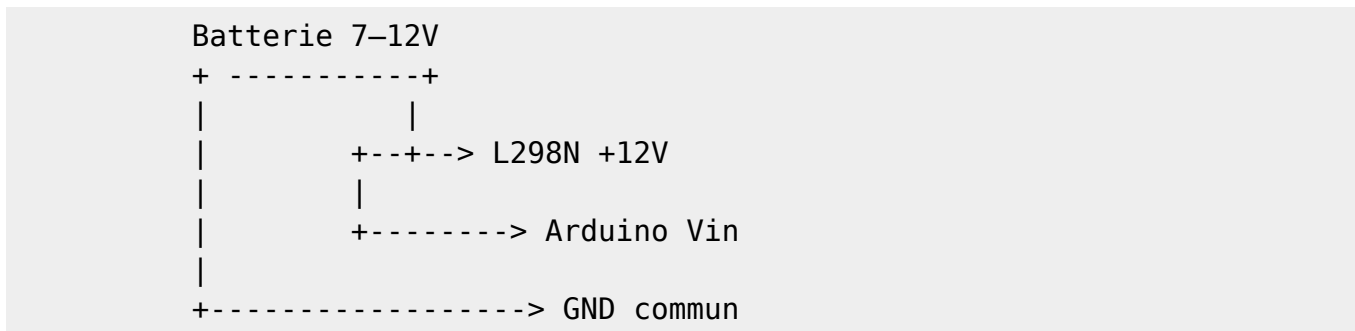 Batterie 7–12V
+ -----------+
|            |
|         +--+--> L298N +12V
|         |
|         +--------> Arduino Vin
|
+------------------> GND commun